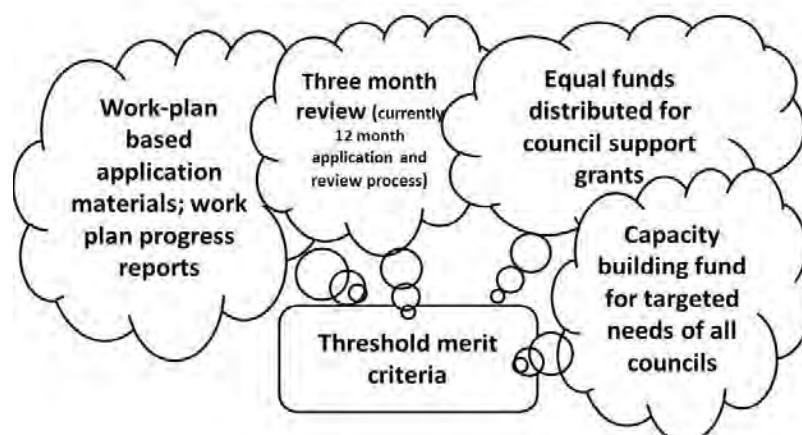 Work-plan
based
application
materials; work
plan progress
reports
Three month
review (currently
12 month
application and
review process)
Equal funds
distributed for
council support
grants
Capacity
building fund
for targeted
needs of all
councils
Threshold merit
criteria